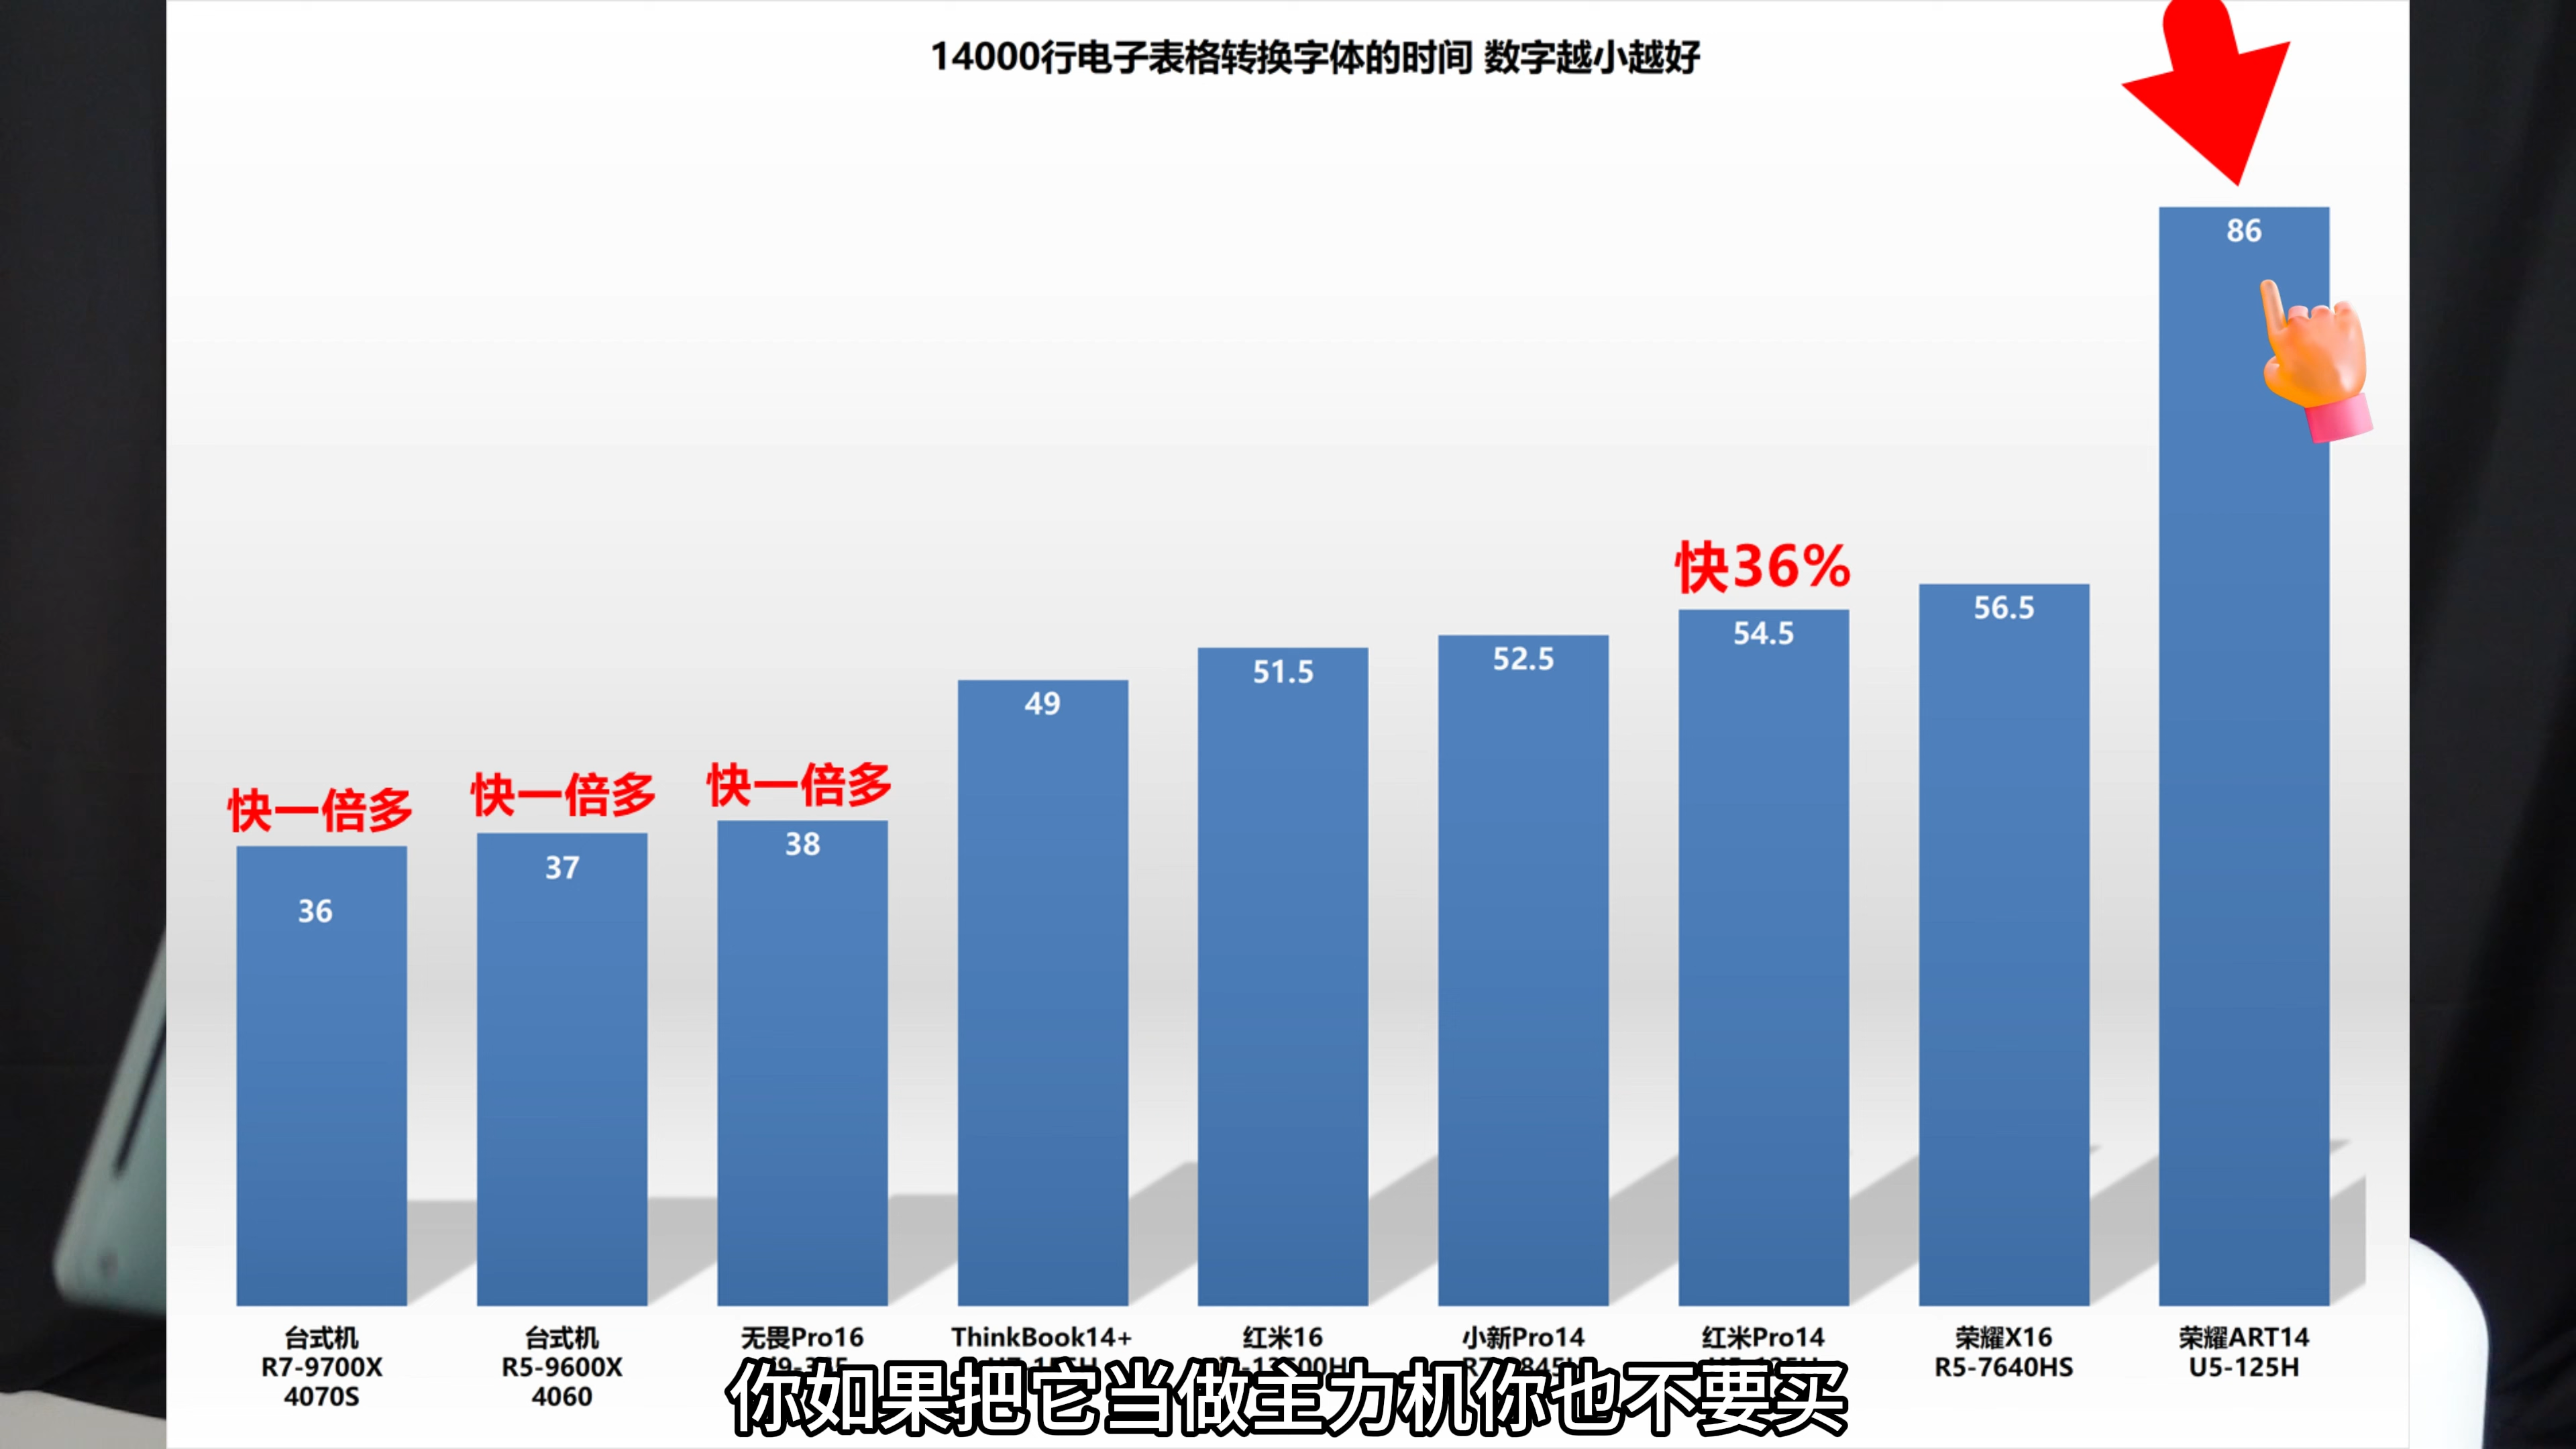 14000行电子表格转换字体的时间 数字越小越好
86
快36%
56.5
54.5
52.5
51.5
49
快一倍多
快一倍多
快一倍多
38
37
36
台式机
R7-9700X
4070S
台式机
R5-9600X
4060
无畏Pro16
ThinkBook14+
红米16
小新Pro14
红米Pro14
荣耀X16
R5-7640HS
荣耀ART14
U5-125H
你如果把它当做主力机你也不要买